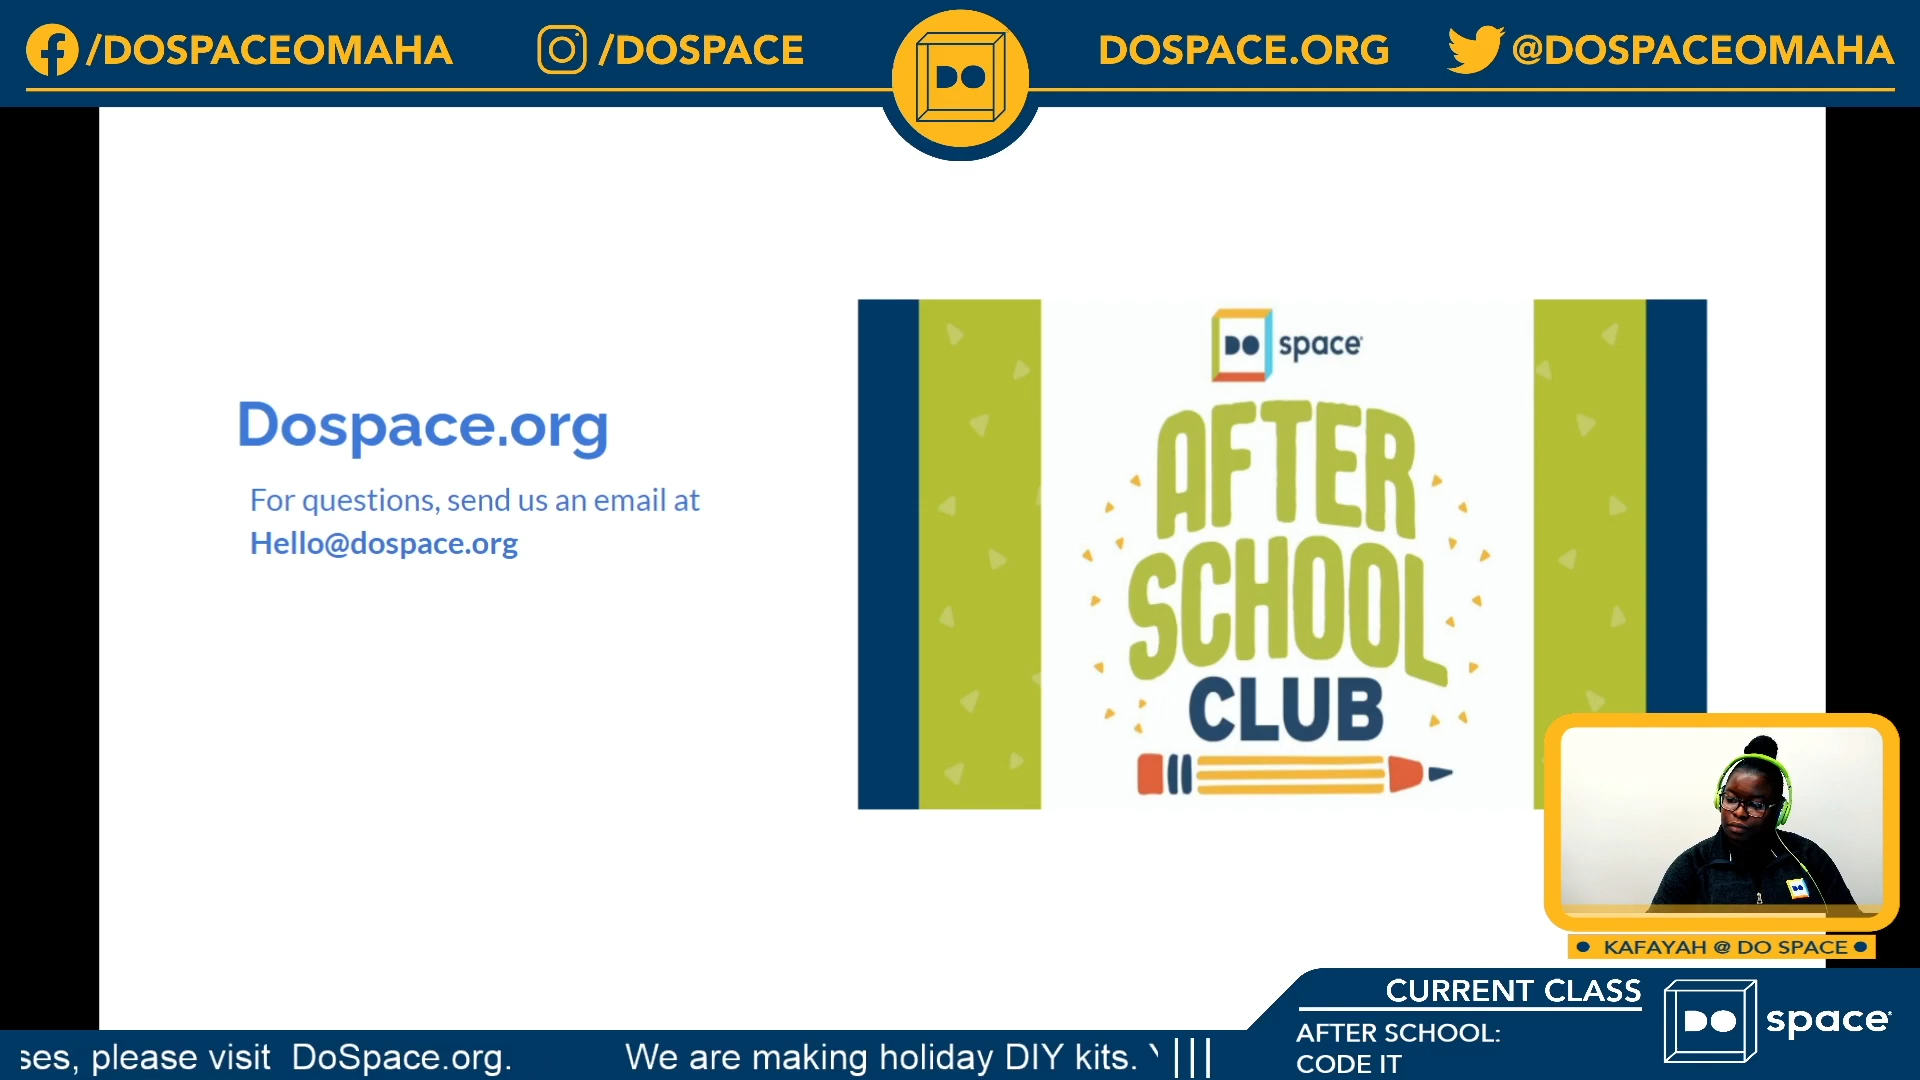 /DOSPACEOMAHA
/DOSPACE
DO
DOSPACE.ORG
@DOSPACEOMAHA
Dospace.org
For questions, send us an email at
Hello@dospace.org
DO space
AFTER
SCHOOL
CLUB
KAFAYAH @ DO SPACE
CURRENT CLASS
AFTER SCHOOL:
CODE IT
DO space
ses, please visit DoSpace.org. We are making holiday DIY kits.